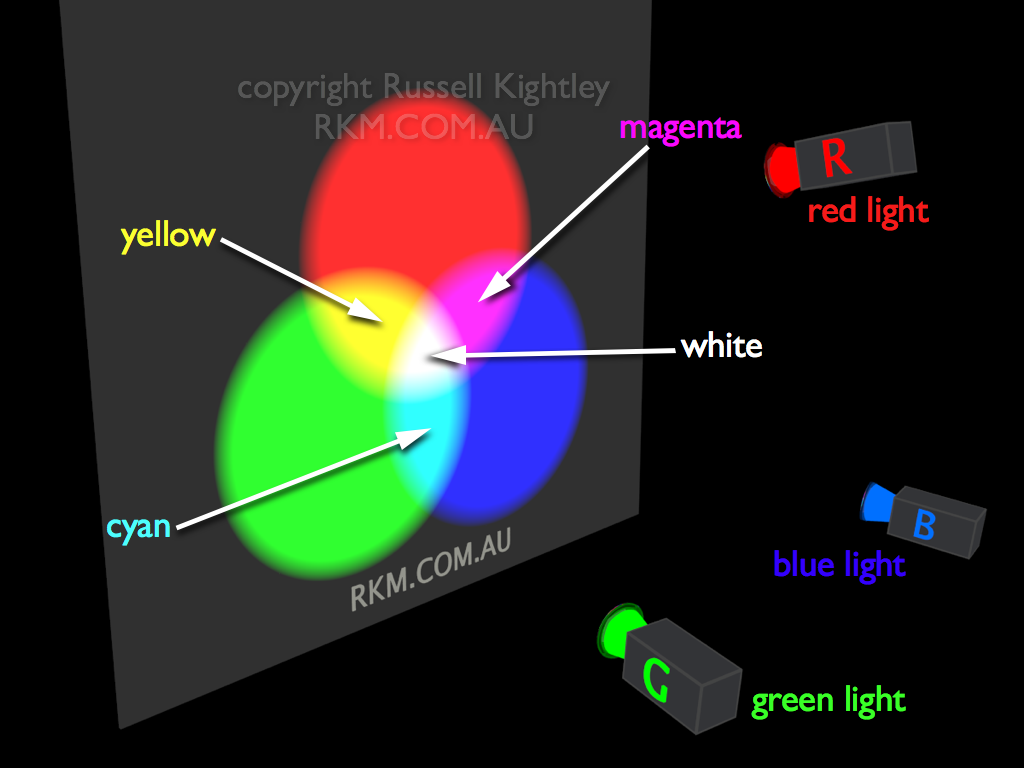 copyright Russell Kightley
RKM.COM.AU
magenta
R
red light
yellow
white
cyan
B
blue light
RKM.COM.AU
G
green light